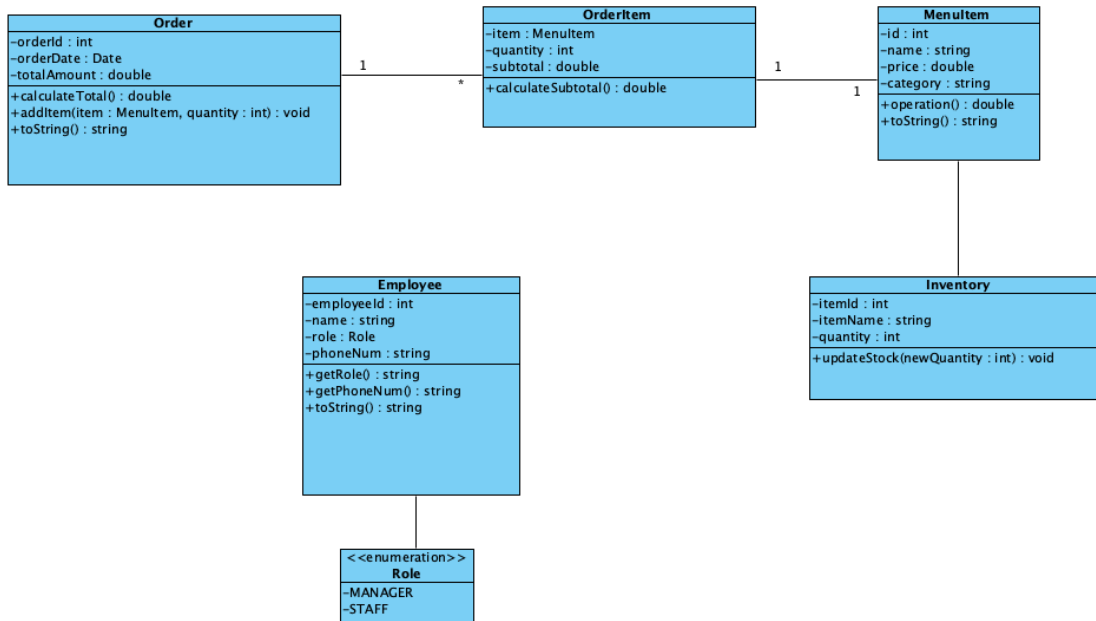 Order
-orderId : int
-orderDate : Date
-totalAmount : double
+calculateTotal() : double
+addItem(item : MenuItem, quantity : int) : void
+toString() : string
1
*
OrderItem
-item : MenuItem
-quantity : int
-subtotal : double
+calculateSubtotal() : double
1
1
MenuItem
-id : int
-name : string
-price : double
-category : string
+operation() : double
+toString() : string
Employee
-employeeId : int
-name : string
-role : Role
-phoneNum : string
+getRole() : string
+getPhoneNum() : string
+toString() : string
Inventory
-itemId : int
-itemName : string
-quantity : int
+updateStock(newQuantity : int) : void
<<enumeration>>
Role
-MANAGER
-STAFF